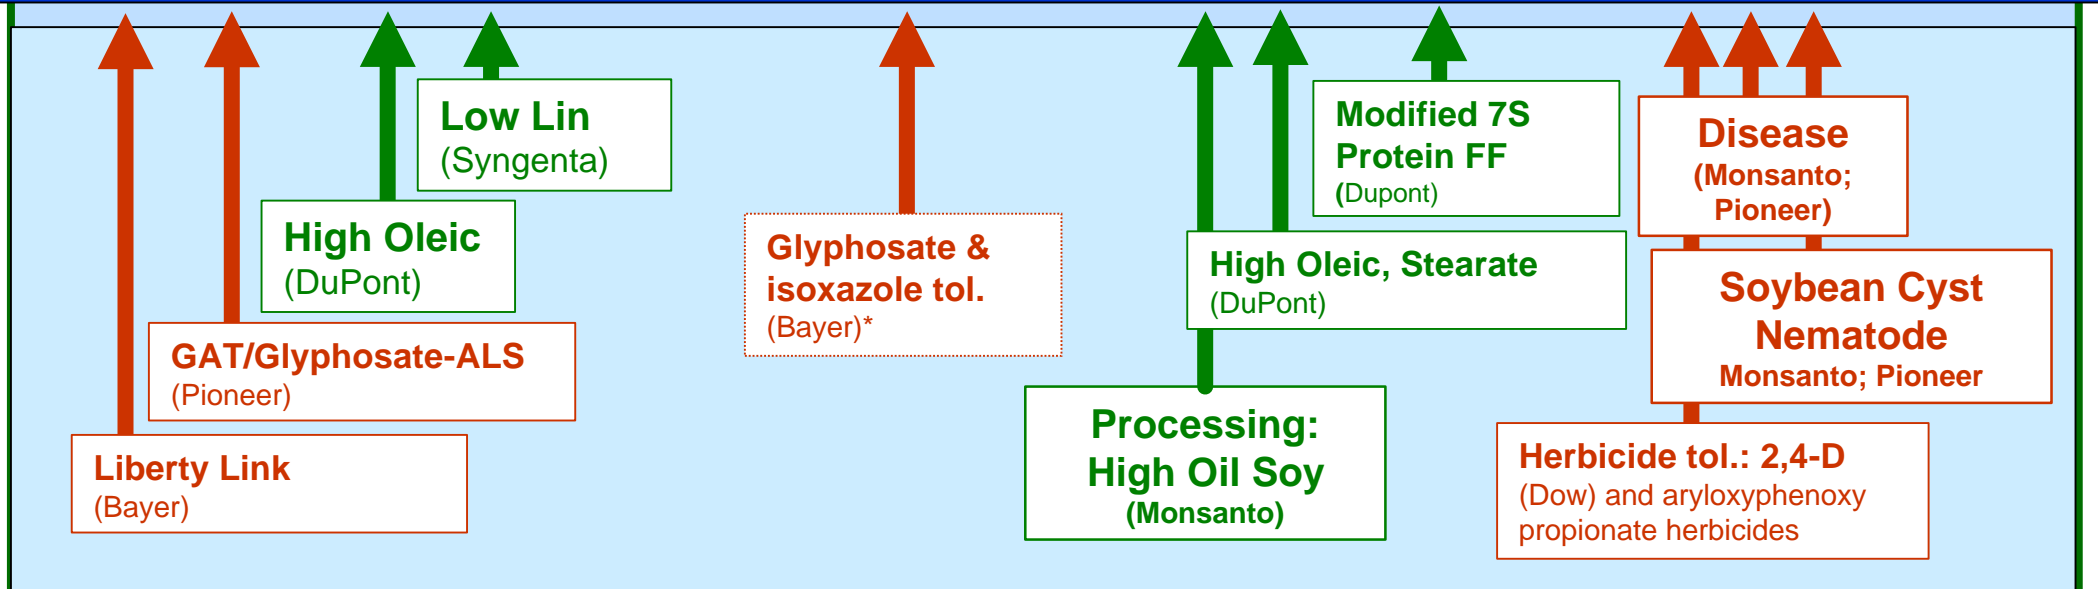 Low Lin
(Syngenta)
High Oleic
(DuPont)
GAT/Glyphosate-ALS
(Pioneer)
Liberty Link
(Bayer)
Glyphosate &
isoxazole tol.
(Bayer)*
Modified 7S
Protein FF
(Dupont)
High Oleic, Stearate
(DuPont)
Processing:
High Oil Soy
(Monsanto)
Disease
(Monsanto;
Pioneer)
Soybean Cyst
Nematode
Monsanto; Pioneer
Herbicide tol.: 2,4-D
(Dow) and aryloxyphenoxy
propionate herbicides